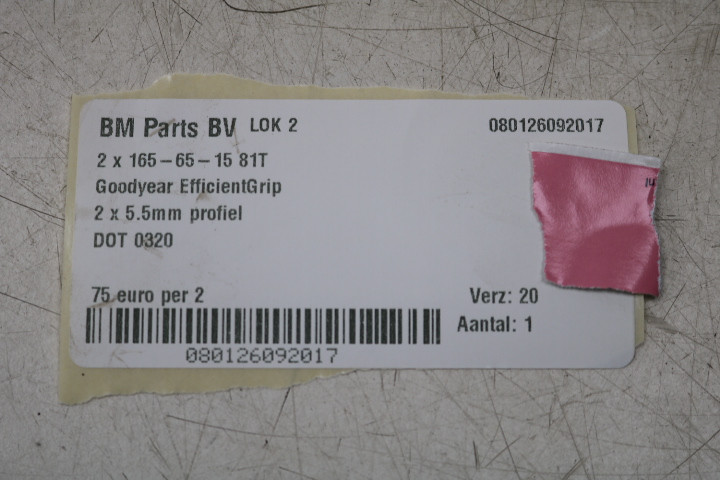 BM Parts BV LOK 2 080126092017
2 x 165-65-15 81T
Goodyear EfficientGrip
2 x 5.5mm profiel
DOT 0320
75 euro per 2 Verz: 20
Aantal: 1
080126092017